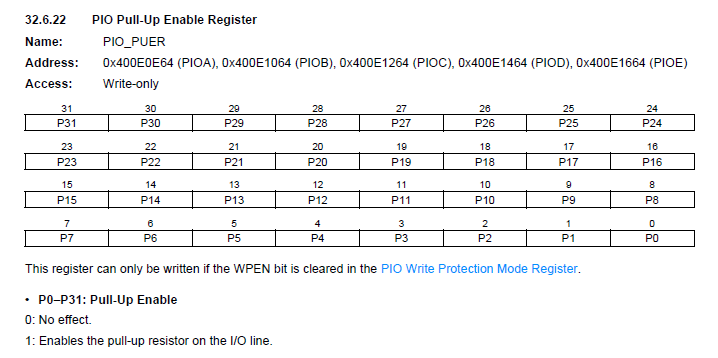 32.6.22 PIO Pull-Up Enable Register
Name: PIO_PUER
Address: 0x400E0E64 (PIOA), 0x400E1064 (PIOB), 0x400E1264 (PIOC), 0x400E1464 (PIOD), 0x400E1664 (PIOE)
Access: Write-only
31 30 29 28 27 26 25 24
P31 P30 P29 P28 P27 P26 P25 P24
23 22 21 20 19 18 17 16
P23 P22 P21 P20 P19 P18 P17 P16
15 14 13 12 11 10 9 8
P15 P14 P13 P12 P11 P10 P9 P8
7 6 5 4 3 2 1 0
P7 P6 P5 P4 P3 P2 P1 P0
This register can only be written if the WPEN bit is cleared in the PIO Write Protection Mode Register.
• P0–P31: Pull-Up Enable
0: No effect.
1: Enables the pull-up resistor on the I/O line.